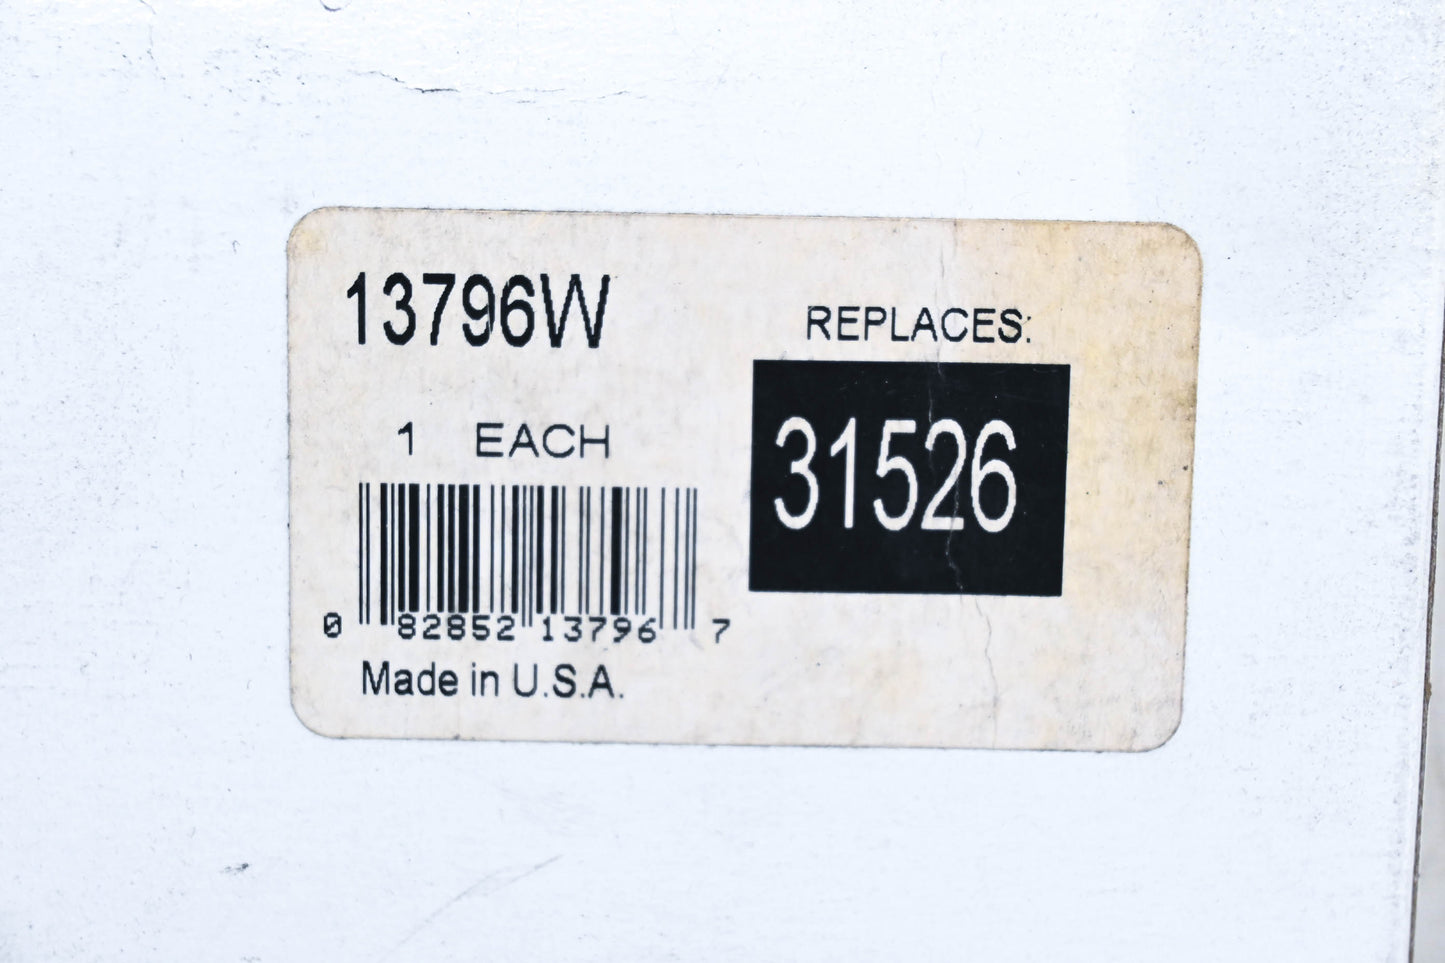 13796W
1 EACH
0 82852 13796 7
Made in U.S.A.
REPLACES:
31526